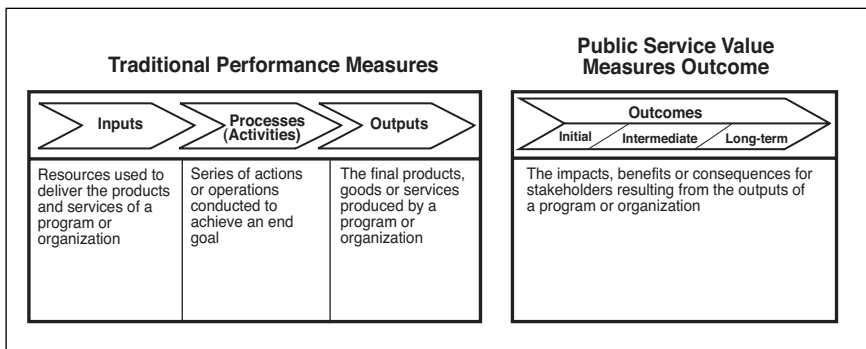 Traditional Performance Measures
Inputs
Processes
(Activities)
Outputs
Resources used to
deliver the products
and services of a
program or
organization
Series of actions
or operations
conducted to
achieve an end
goal
The final products,
goods or services
produced by a
program or
organization
Public Service Value
Measures Outcome
Outcomes
Initial
Intermediate
Long-term
The impacts, benefits or consequences for
stakeholders resulting from the outputs of
a program or organization